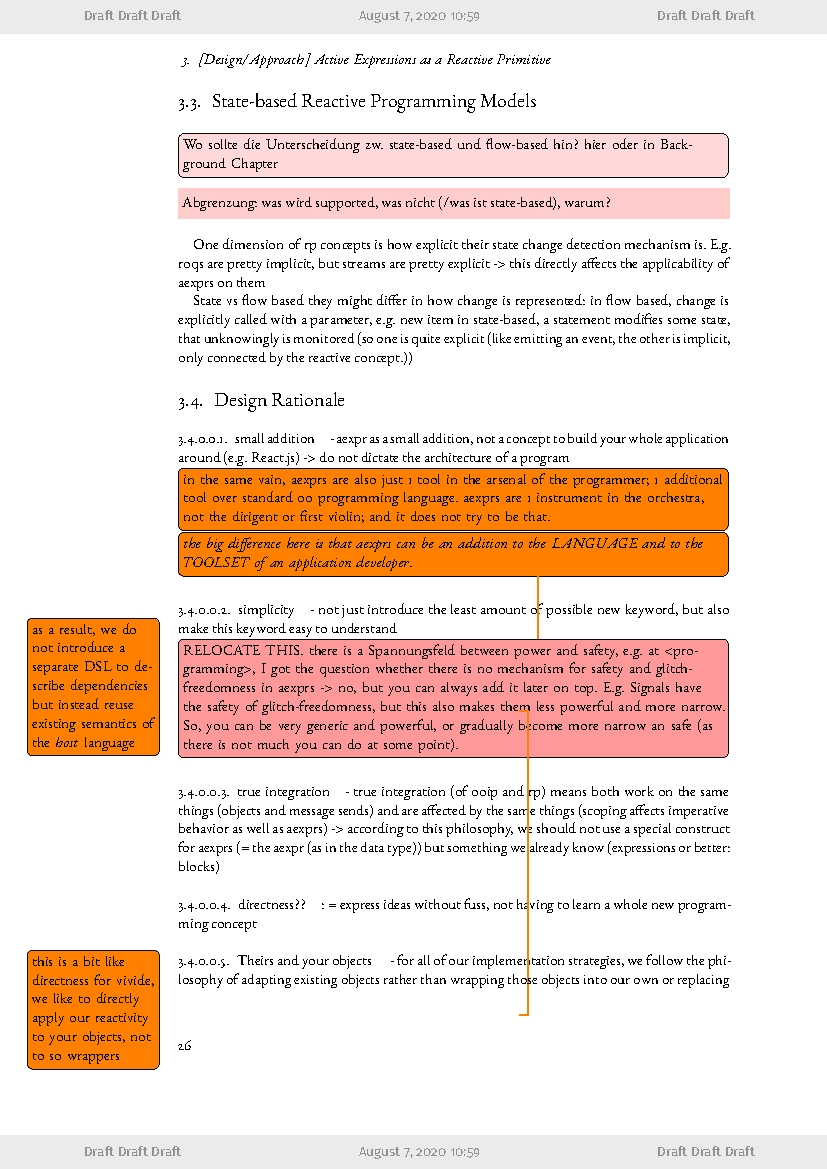 Draft Draft Draft August 7, 2020 10:59 Draft Draft Draft
3. [Design/Approach] Active Expressions as a Reactive Primitive
3.3. State-based Reactive Programming Models
Wo sollte die Unterscheidung zw. state-based und flow-based hin? hier oder in Back-
ground Chapter
Abgrenzung: was wird supported, was nicht (/was ist state-based), warum?
One dimension of rp concepts is how explicit their state change detection mechanism is. E.g.
roqs are pretty implicit, but streams are pretty explicit -> this directly affects the applicability of
aexprs on them
State vs flow based they might differ in how change is represented: in flow based, change is
explicitly called with a parameter, e.g. new item in state-based, a statement modifies some state,
that unknowingly is monitored (so one is quite explicit (like emitting an event, the other is implicit,
only connected by the reactive concept.))
3.4. Design Rationale
3.4.0.0.1. small addition - aexpr as a small addition, not a concept to build your whole application
around (e.g. React.js) -> do not dictate the architecture of a program
in the same vain, aexprs are also just 1 tool in the arsenal of the programmer; 1 additional
tool over standard oo programming language. aexprs are 1 instrument in the orchestra,
not the dirigent or first violin; and it does not try to be that.
the big difference here is that aexprs can be an addition to the LANGUAGE and to the
TOOLSET of an application developer.
3.4.0.0.2. simplicity - not just introduce the least amount of possible new keyword, but also
make this keyword easy to understand
as a result, we do
not introduce a
separate DSL to de-
scribe dependencies
but instead reuse
existing semantics of
the host language
RELOCATE THIS. there is a Spannungsfeld between power and safety, e.g. at <pro-
gramming>, I got the question whether there is no mechanism for safety and glitch-
freedomness in aexprs -> no, but you can always add it later on top. E.g. Signals have
the safety of glitch-freedomness, but this also makes them less powerful and more narrow.
So, you can be very generic and powerful, or gradually become more narrow an safe (as
there is not much you can do at some point).
3.4.0.0.3. true integration - true integration (of ooip and rp) means both work on the same
things (objects and message sends) and are affected by the same things (scoping affects imperative
behavior as well as aexprs) -> according to this philosophy, we should not use a special construct
for aexprs (= the aexpr (as in the data type)) but something we already know (expressions or better:
blocks)
3.4.0.0.4. directness?? : = express ideas without fuss, not having to learn a whole new program-
ming concept
3.4.0.0.5. Theirs and your objects - for all of our implementation strategies, we follow the phi-
losophy of adapting existing objects rather than wrapping those objects into our own or replacing
this is a bit like
directness for vivide,
we like to directly
apply our reactivity
to your objects, not
to so wrappers
26
Draft Draft Draft August 7, 2020 10:59 Draft Draft Draft